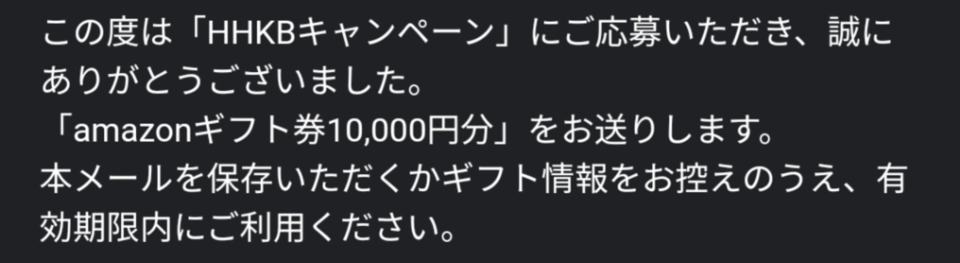 この度は「HHKBキャンペーン」にご応募いただき、誠に
ありがとうございました。
「amazonギフト券10,000円分」をお送りします。
本メールを保存いただくかギフト情報をお控えのうえ、有
効期限内にご利用ください。